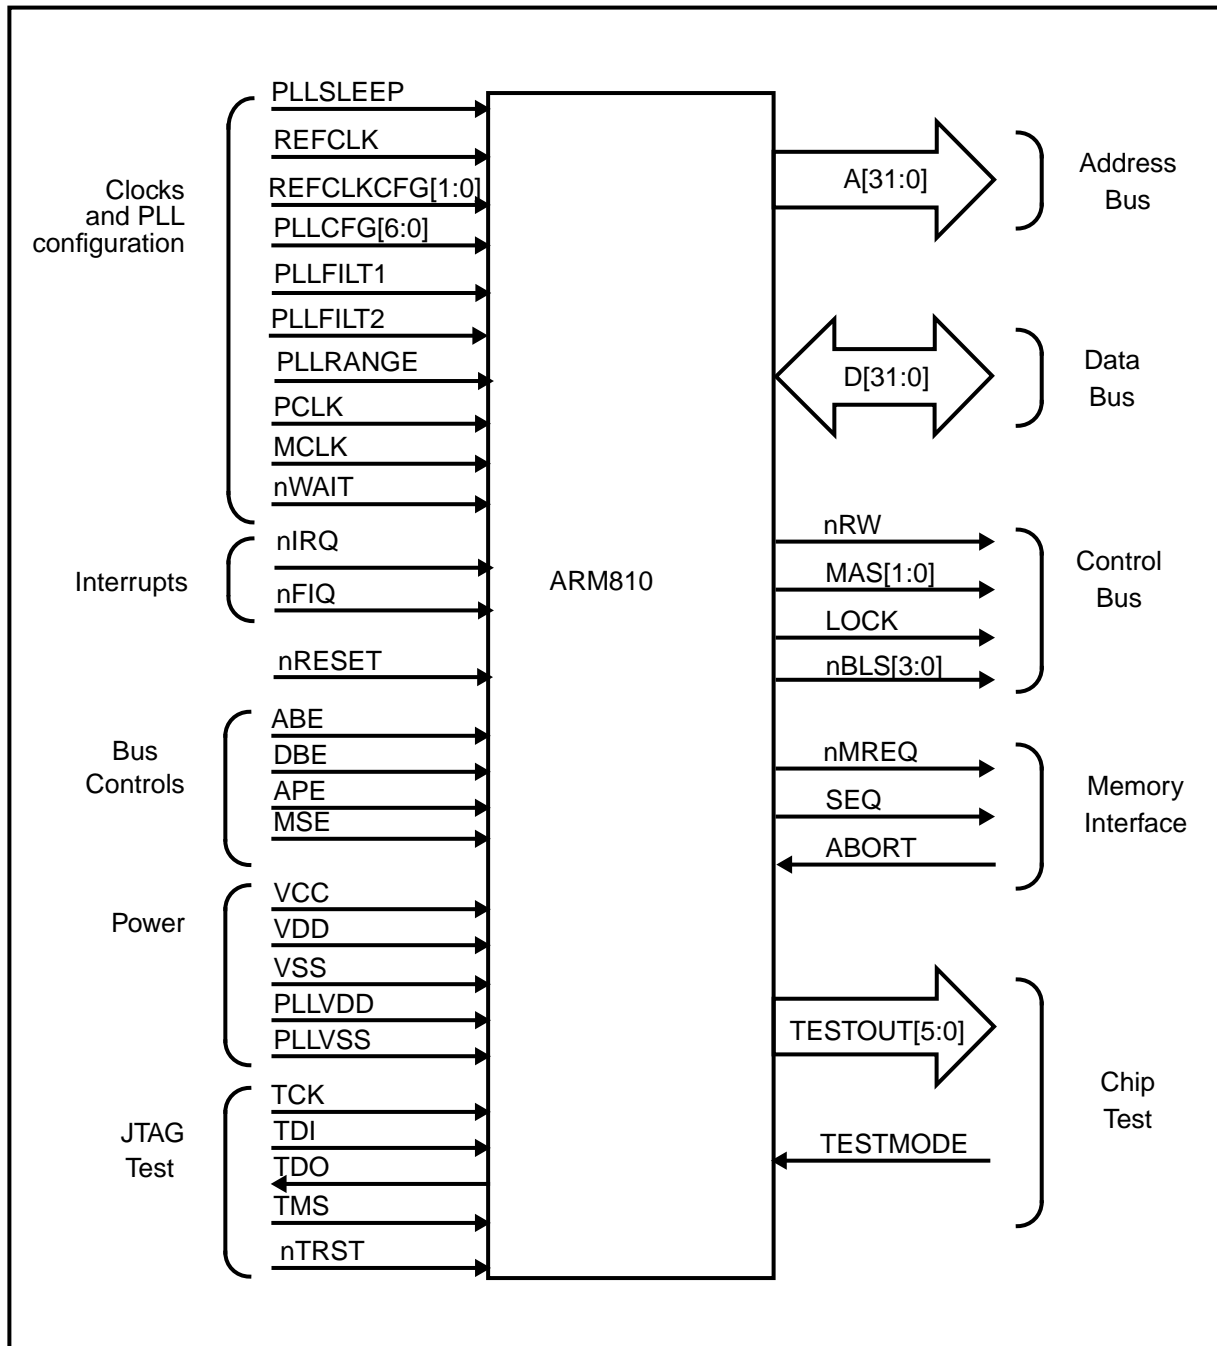 PLLSLEEP
REFCLK
REFCLKCFG[1:0]
PLLCFG[6:0]
PLLFILT1
PLLFILT2
PLLRANGE
PCLK
MCLK
nWAIT
Clocks
and PLL
configuration
nIRQ
nFIQ
Interrupts
nRESET
ABE
DBE
APE
MSE
Bus
Controls
VCC
VDD
VSS
PLLVDD
PLLVSS
Power
TCK
TDI
TDO
TMS
nTRST
JTAG
Test
ARM810
A[31:0]
Address
Bus
D[31:0]
Data
Bus
nRW
MAS[1:0]
LOCK
nBLS[3:0]
Control
Bus
nMREQ
SEQ
ABORT
Memory
Interface
TESTOUT[5:0]
TESTMODE
Chip
Test